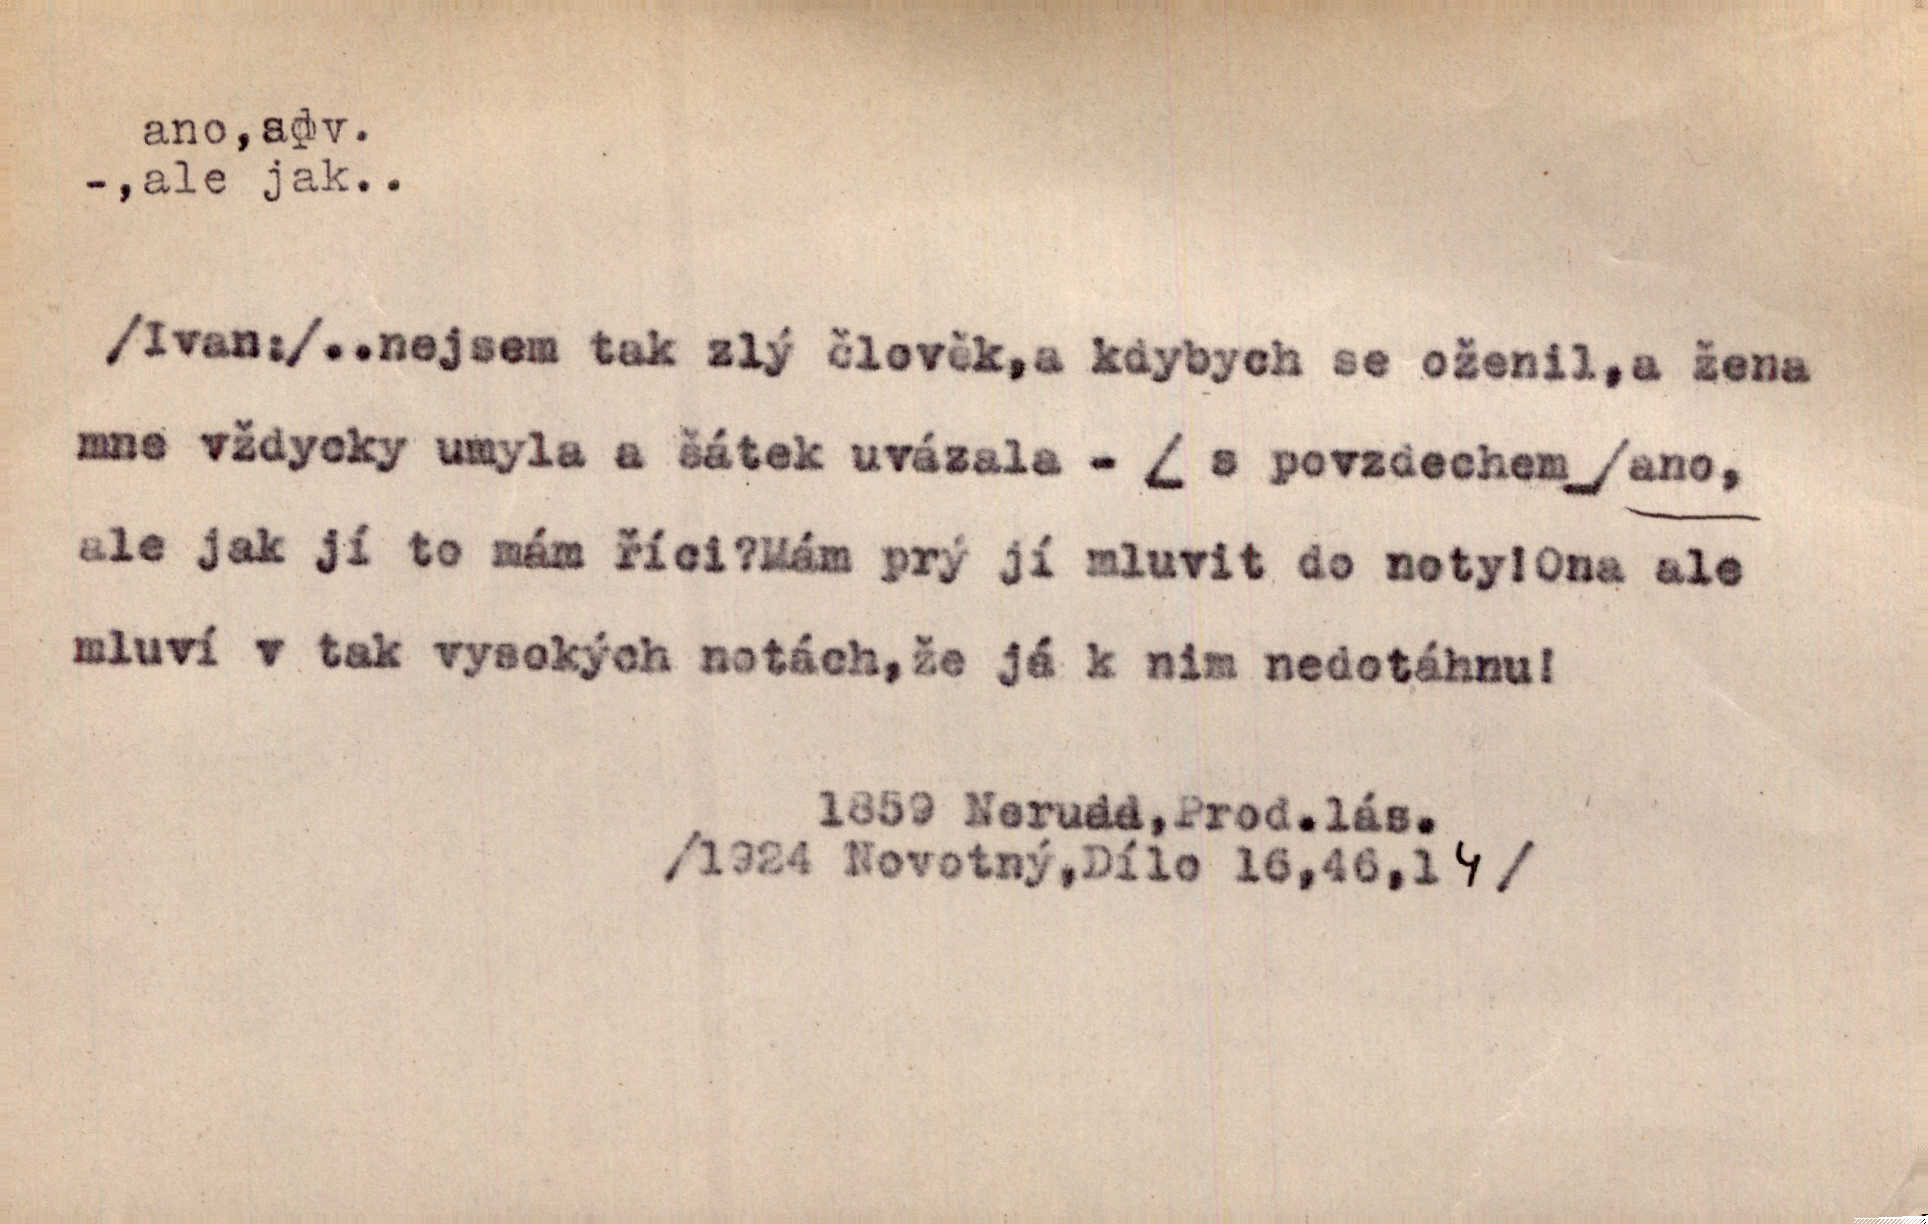 ano,adv.
-,ale jak..
/Ivan:/..nejsem tak zlý člověk,a kdybych se oženil,a žena
mne vždycky umyla a šátek uvázala - / s povzdechem /ano,
ale jak jí to mám říci?Mám prý jí mluvit do noty!Ona ale
mluví v tak vysokých notách,že já k nim nedotáhnu!
1859 Neruda,Prod.lás.
/1924 Novotný,Dílo 16,46,14/